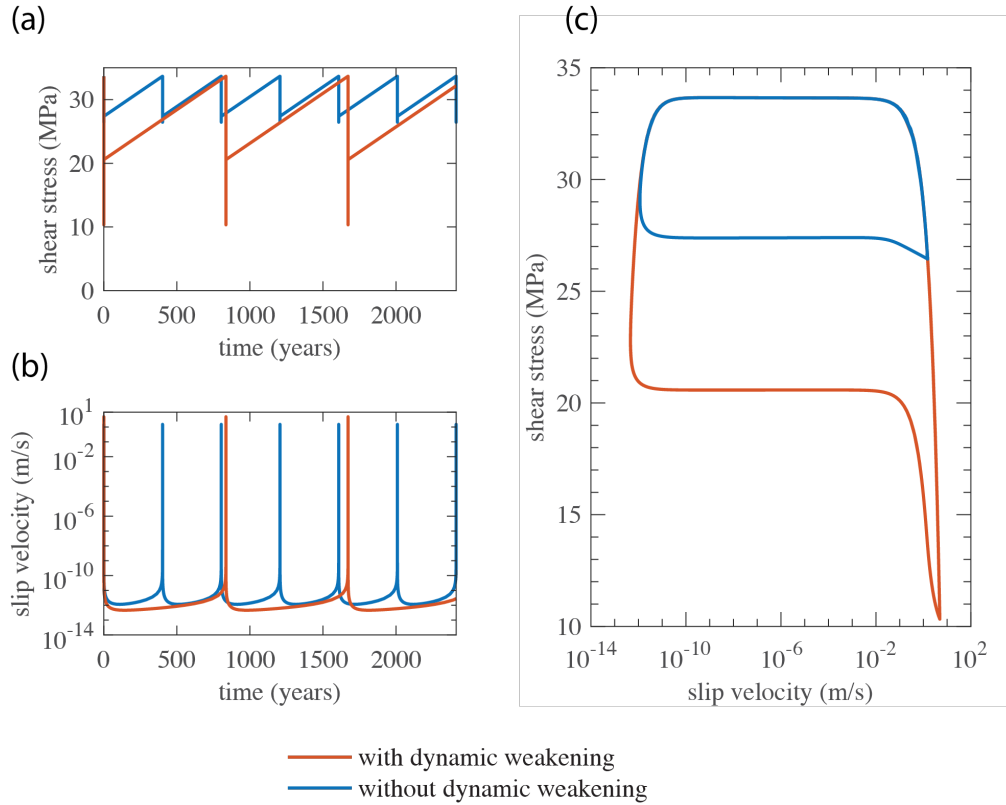 (a)
30
20
10
0
shear stress (MPa)
0 500 1000 1500 2000
time (years)
(b)
10^1
10^-2
10^-6
10^-10
10^-14
slip velocity (m/s)
0 500 1000 1500 2000
time (years)
(c)
35
30
25
20
15
10
shear stress (MPa)
10^-14 10^-10 10^-6 10^-2 10^2
slip velocity (m/s)
with dynamic weakening
without dynamic weakening